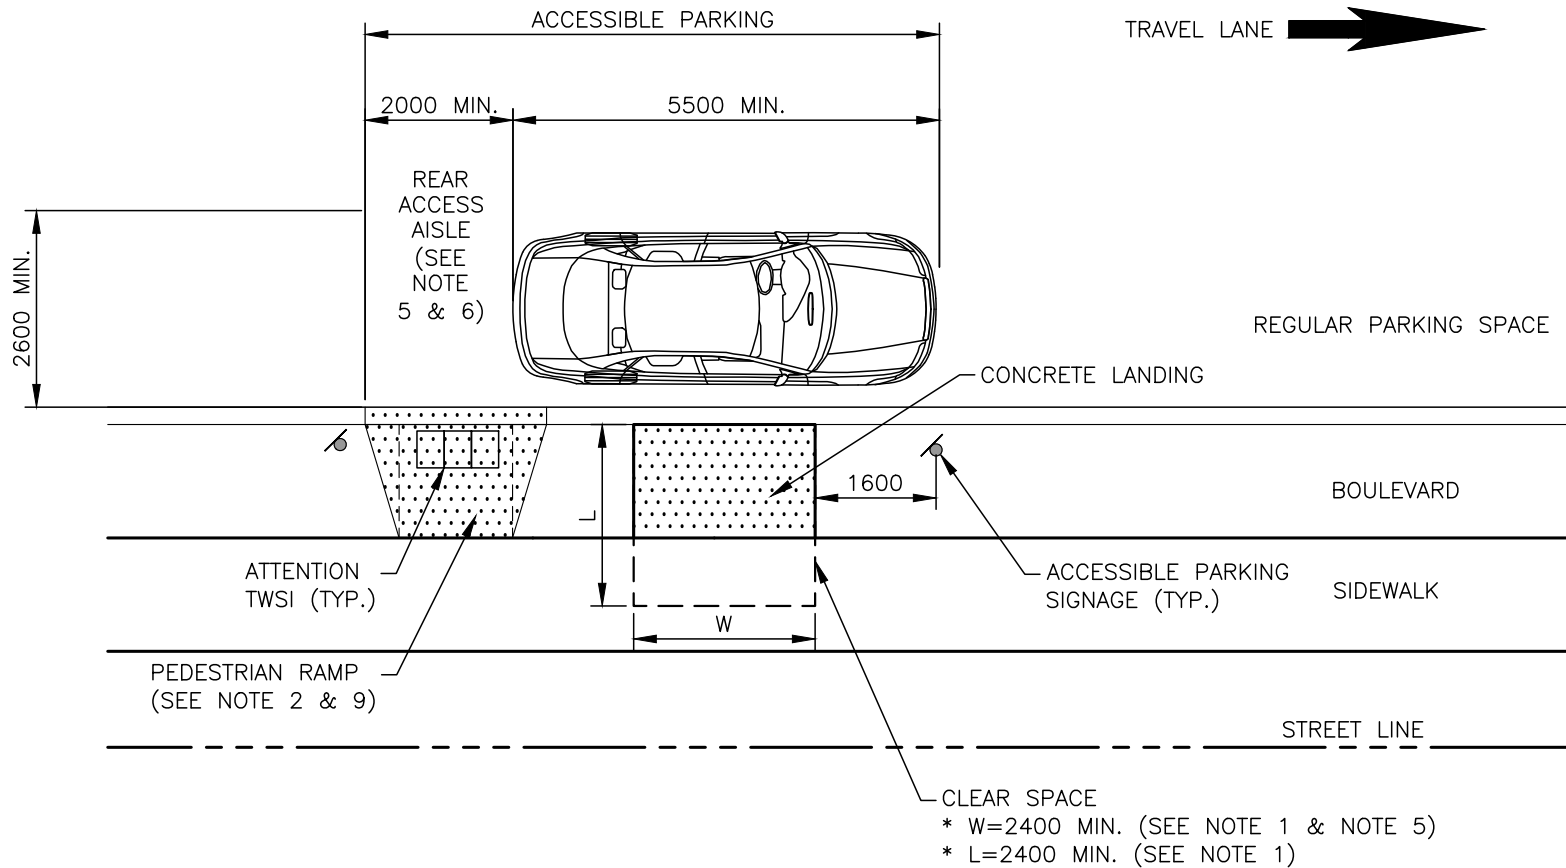 ACCESSIBLE PARKING
TRAVEL LANE
2000 MIN.
5500 MIN.
REAR
ACCESS
AISLE
(SEE
NOTE
5 & 6)
2600 MIN.
REGULAR PARKING SPACE
CONCRETE LANDING
1600
BOULEVARD
L
ATTENTION
TWSI (TYP.)
ACCESSIBLE PARKING
SIGNAGE (TYP.)
SIDEWALK
W
PEDESTRIAN RAMP
(SEE NOTE 2 & 9)
STREET LINE
CLEAR SPACE
* W=2400 MIN. (SEE NOTE 1 & NOTE 5)
* L=2400 MIN. (SEE NOTE 1)